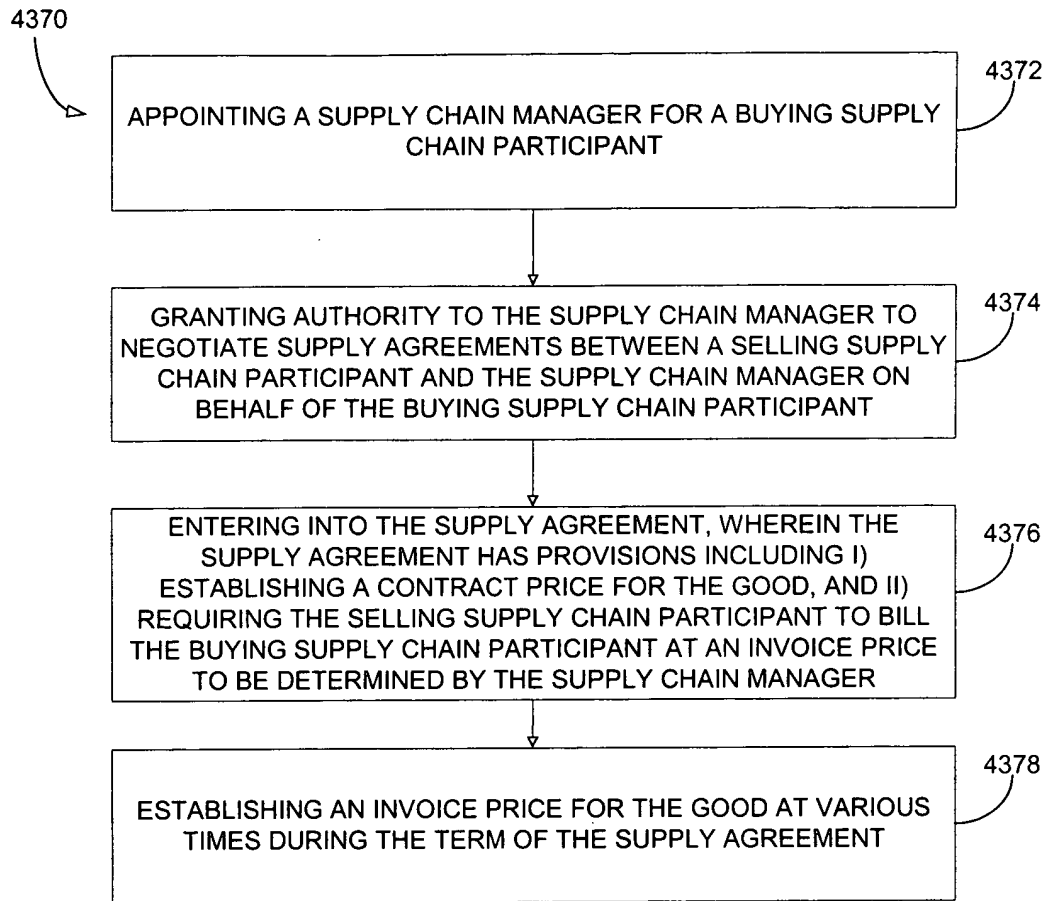 4370
4372
APPOINTING A SUPPLY CHAIN MANAGER FOR A BUYING SUPPLY
CHAIN PARTICIPANT
4374
GRANTING AUTHORITY TO THE SUPPLY CHAIN MANAGER TO
NEGOTIATE SUPPLY AGREEMENTS BETWEEN A SELLING SUPPLY
CHAIN PARTICIPANT AND THE SUPPLY CHAIN MANAGER ON
BEHALF OF THE BUYING SUPPLY CHAIN PARTICIPANT
4376
ENTERING INTO THE SUPPLY AGREEMENT, WHEREIN THE
SUPPLY AGREEMENT HAS PROVISIONS INCLUDING I)
ESTABLISHING A CONTRACT PRICE FOR THE GOOD, AND II)
REQUIRING THE SELLING SUPPLY CHAIN PARTICIPANT TO BILL
THE BUYING SUPPLY CHAIN PARTICIPANT AT AN INVOICE PRICE
TO BE DETERMINED BY THE SUPPLY CHAIN MANAGER
4378
ESTABLISHING AN INVOICE PRICE FOR THE GOOD AT VARIOUS
TIMES DURING THE TERM OF THE SUPPLY AGREEMENT